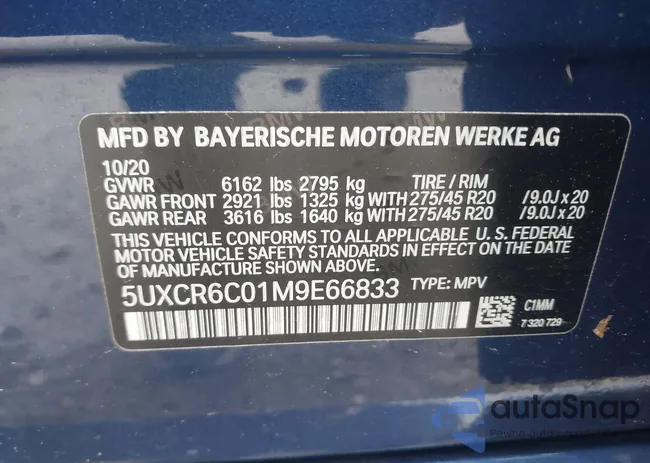 MFD BY BAYERISCHE MOTOREN WERKE AG
10/20
GVWR 6162 lbs 2795 kg TIRE / RIM
GAWR FRONT 2921 lbs 1325 kg WITH 275/45 R20 /9.0J x 20
GAWR REAR 3616 lbs 1640 kg WITH 275/45 R20 /9.0J x 20
THIS VEHICLE CONFORMS TO ALL APPLICABLE U. S. FEDERAL
MOTOR VEHICLE SAFETY STANDARDS IN EFFECT ON THE
DATE OF MANUFACTURE SHOWN ABOVE.
5UXCR6C01M9E66833 TYPE: MPV
C1MM
7 320 729
autoSnap